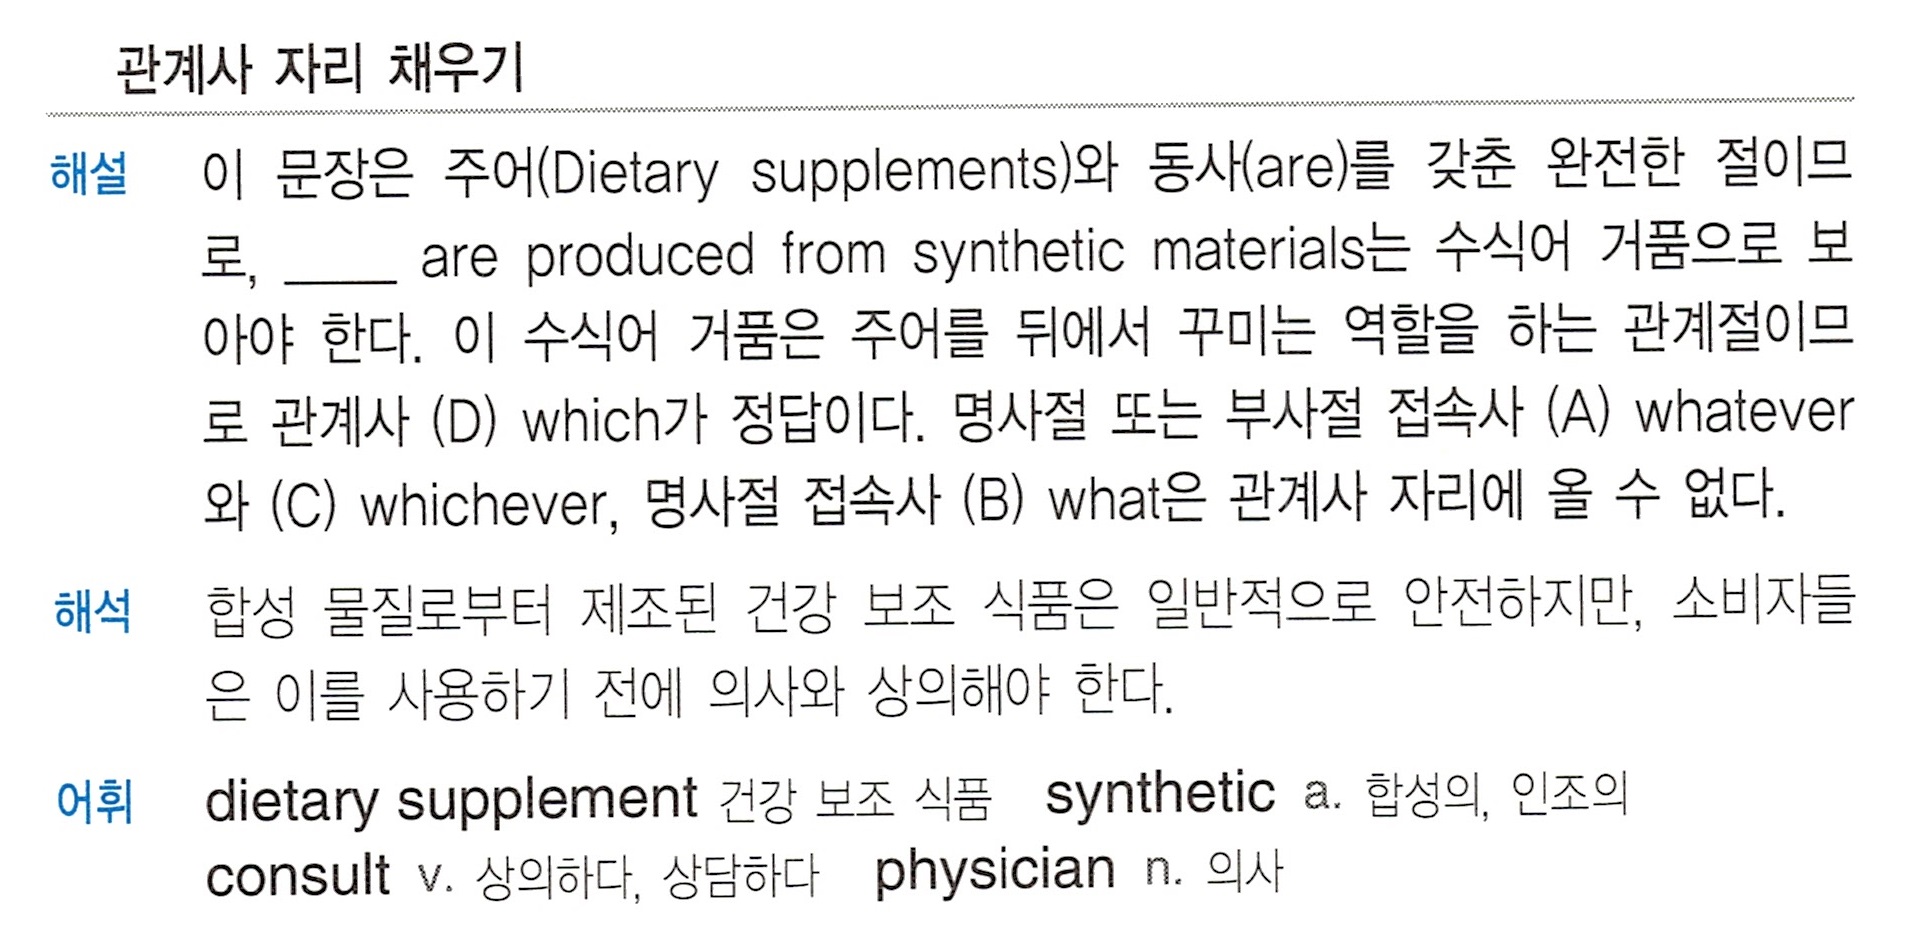 관계사 자리 채우기
해설 이 문장은 주어(Dietary supplements)와 동사(are)를 갖춘 완전한 절이므
로, ____ are produced from synthetic materials는 수식어 거품으로 보
아야 한다. 이 수식어 거품은 주어를 뒤에서 꾸미는 역할을 하는 관계절이므
로 관계사 (D) which가 정답이다. 명사절 또는 부사절 접속사 (A) whatever
와 (C) whichever, 명사절 접속사 (B) what은 관계사 자리에 올 수 없다.
해석 합성 물질로부터 제조된 건강 보조 식품은 일반적으로 안전하지만, 소비자들
은 이를 사용하기 전에 의사와 상의해야 한다.
어휘 dietary supplement 건강 보조 식품 synthetic a. 합성의, 인조의
consult v. 상의하다, 상담하다 physician n. 의사